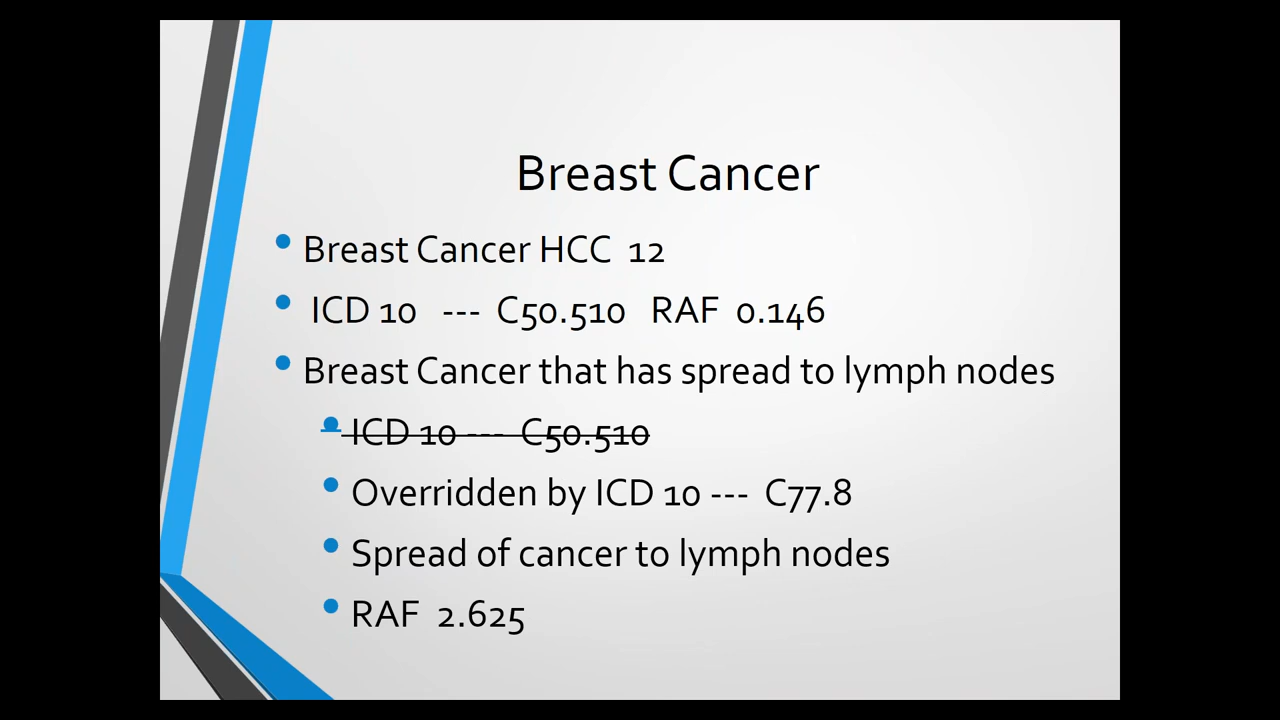 Breast Cancer
Breast Cancer HCC 12
ICD 10 --- C50.510 RAF 0.146
Breast Cancer that has spread to lymph nodes
ICD 10 --- C50.510
Overridden by ICD 10 --- C77.8
Spread of cancer to lymph nodes
RAF 2.625